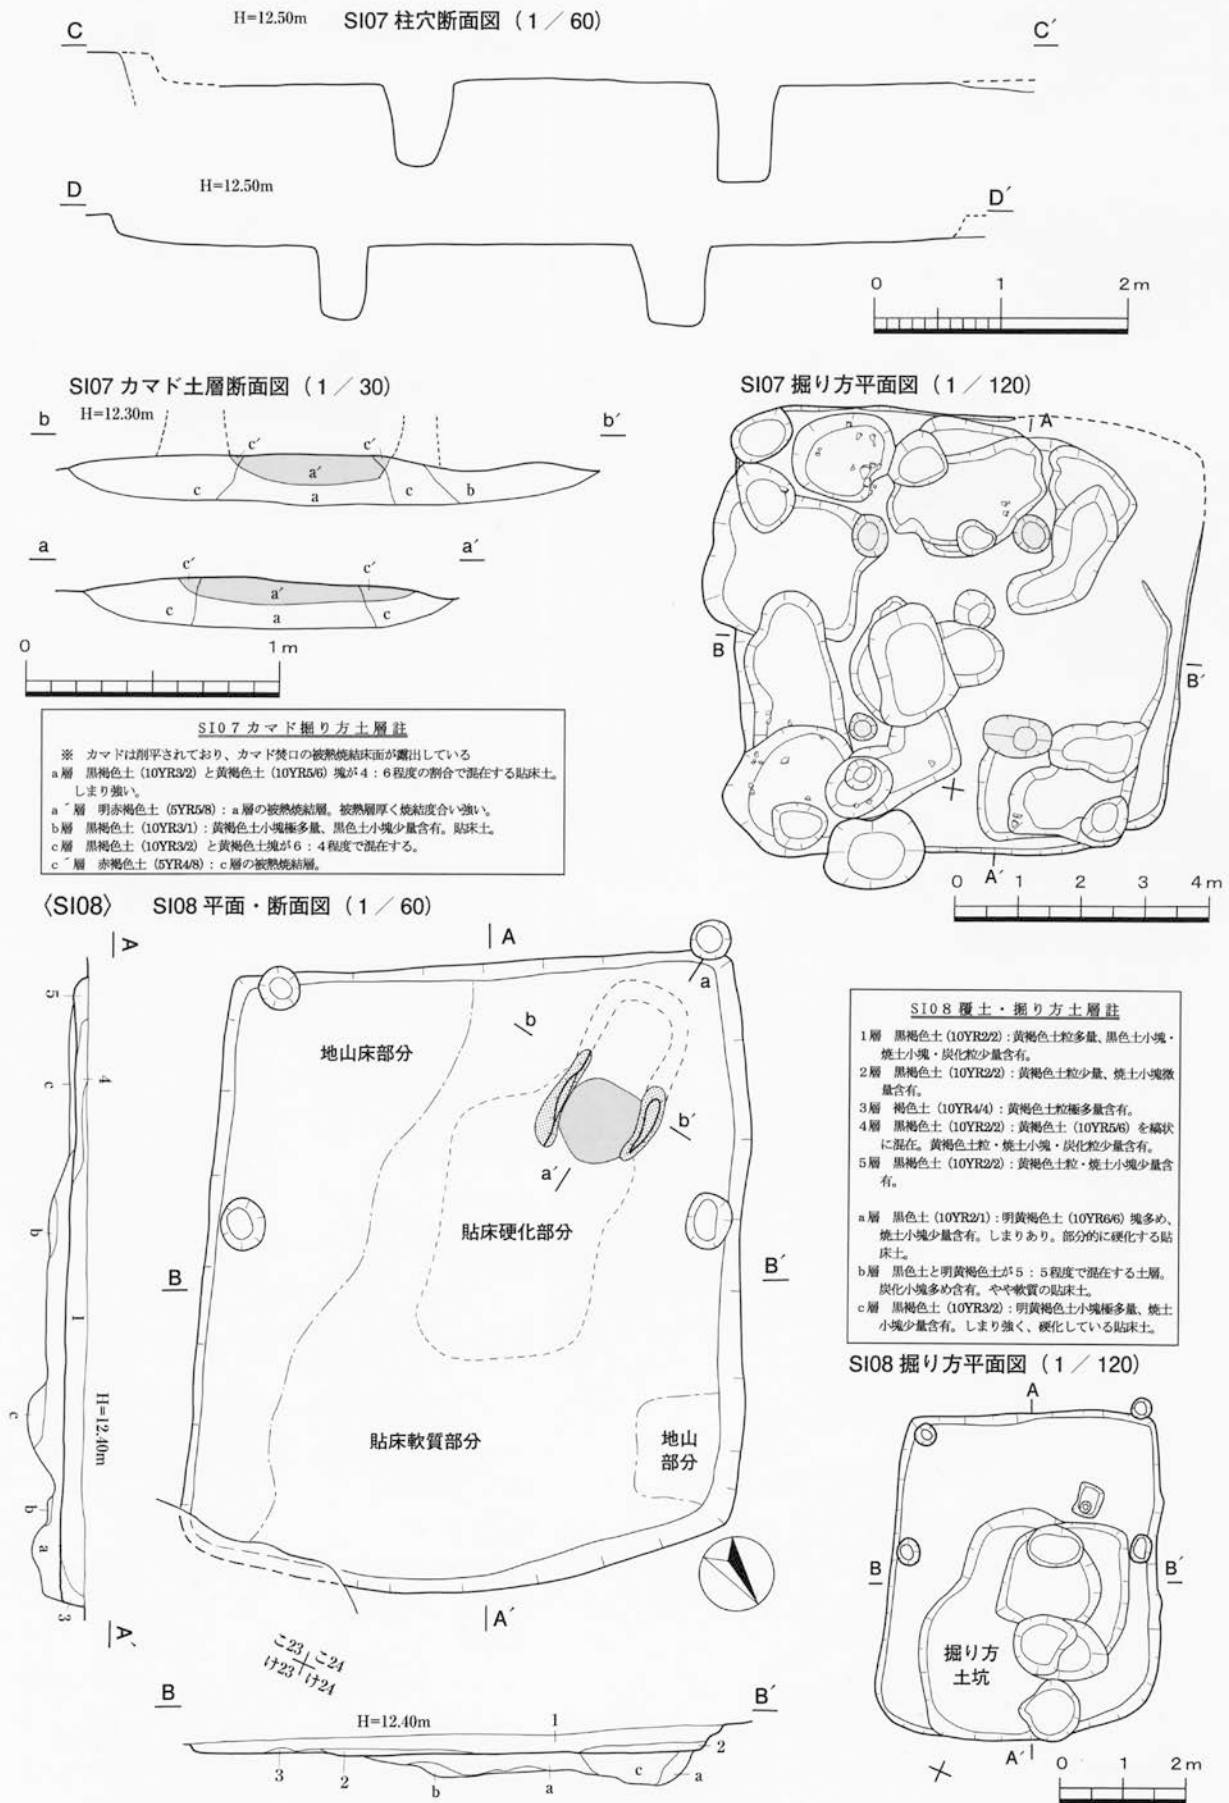 H=12.50m
SI07 柱穴断面図（1／60）
C
C´
H=12.50m
D
D´
0 1 2 m
SI07 カマド土層断面図（1／30）
b
H=12.30m
b´
c´ c´
a´
c a c b
a
a´
c´ c´
a´
c a c
0 1 m
SI07 掘り方平面図（1／120）
A
B
B´
A´
0 1 2 3 4 m
SI07カマド掘り方土層註
※　カマドは削平されており、カマド焚口の被熱焼結床面が露出している
a層　黒褐色土 (10YR3/2) と黄褐色土 (10YR5/6) 塊が4：6程度の割合で混在する貼床土。
しまり強い。
a´層　明赤褐色土 (5YR5/8)：a層の被熱焼結層。被熱層厚く焼結度合い強い。
b層　黒褐色土 (10YR3/1)：黄褐色土小塊極多量、黒色土小塊少量含有。貼床土。
c層　黒褐色土 (10YR3/2) と黄褐色土塊が6：4程度で混在する。
c´層　赤褐色土 (5YR4/8)：c層の被熱焼結層。
〈SI08〉
SI08 平面・断面図（1／60）
A
5
c
4
b
1
H=12.40m
c
b
a
3
A´
A
a
b
地山床部分
b´
a´
貼床硬化部分
B
B´
貼床軟質部分
地山
部分
A´
こ23 こ24
け23 け24
B
B´
H=12.40m
1
2
3 2 b a c a
SI08覆土・掘り方土層註
1層　黒褐色土 (10YR2/2)：黄褐色土粒多量、黒色土小塊・
焼土小塊・炭化粒少量含有。
2層　黒褐色土 (10YR2/2)：黄褐色土粒少量、焼土小塊微
量含有。
3層　褐色土 (10YR4/4)：黄褐色土粒極多量含有。
4層　黒褐色土 (10YR2/2)：黄褐色土 (10YR5/6) を縞状
に混在。黄褐色土粒・焼土小塊・炭化粒少量含有。
5層　黒褐色土 (10YR2/2)：黄褐色土粒・焼土小塊少量含
有。
a層　黒色土 (10YR2/1)：明黄褐色土 (10YR6/6) 塊多め、
焼土小塊少量含有。しまりあり。部分的に硬化する貼
床土。
b層　黒色土と明黄褐色土が5：5程度で混在する土層。
炭化小塊多め含有。やや軟質の貼床土。
c層　黒褐色土 (10YR3/2)：明黄褐色土小塊極多量、焼土
小塊少量含有。しまり強く、硬化している貼床土。
SI08 掘り方平面図（1／120）
A
B
B´
掘り方
土坑
A´
0 1 2 m